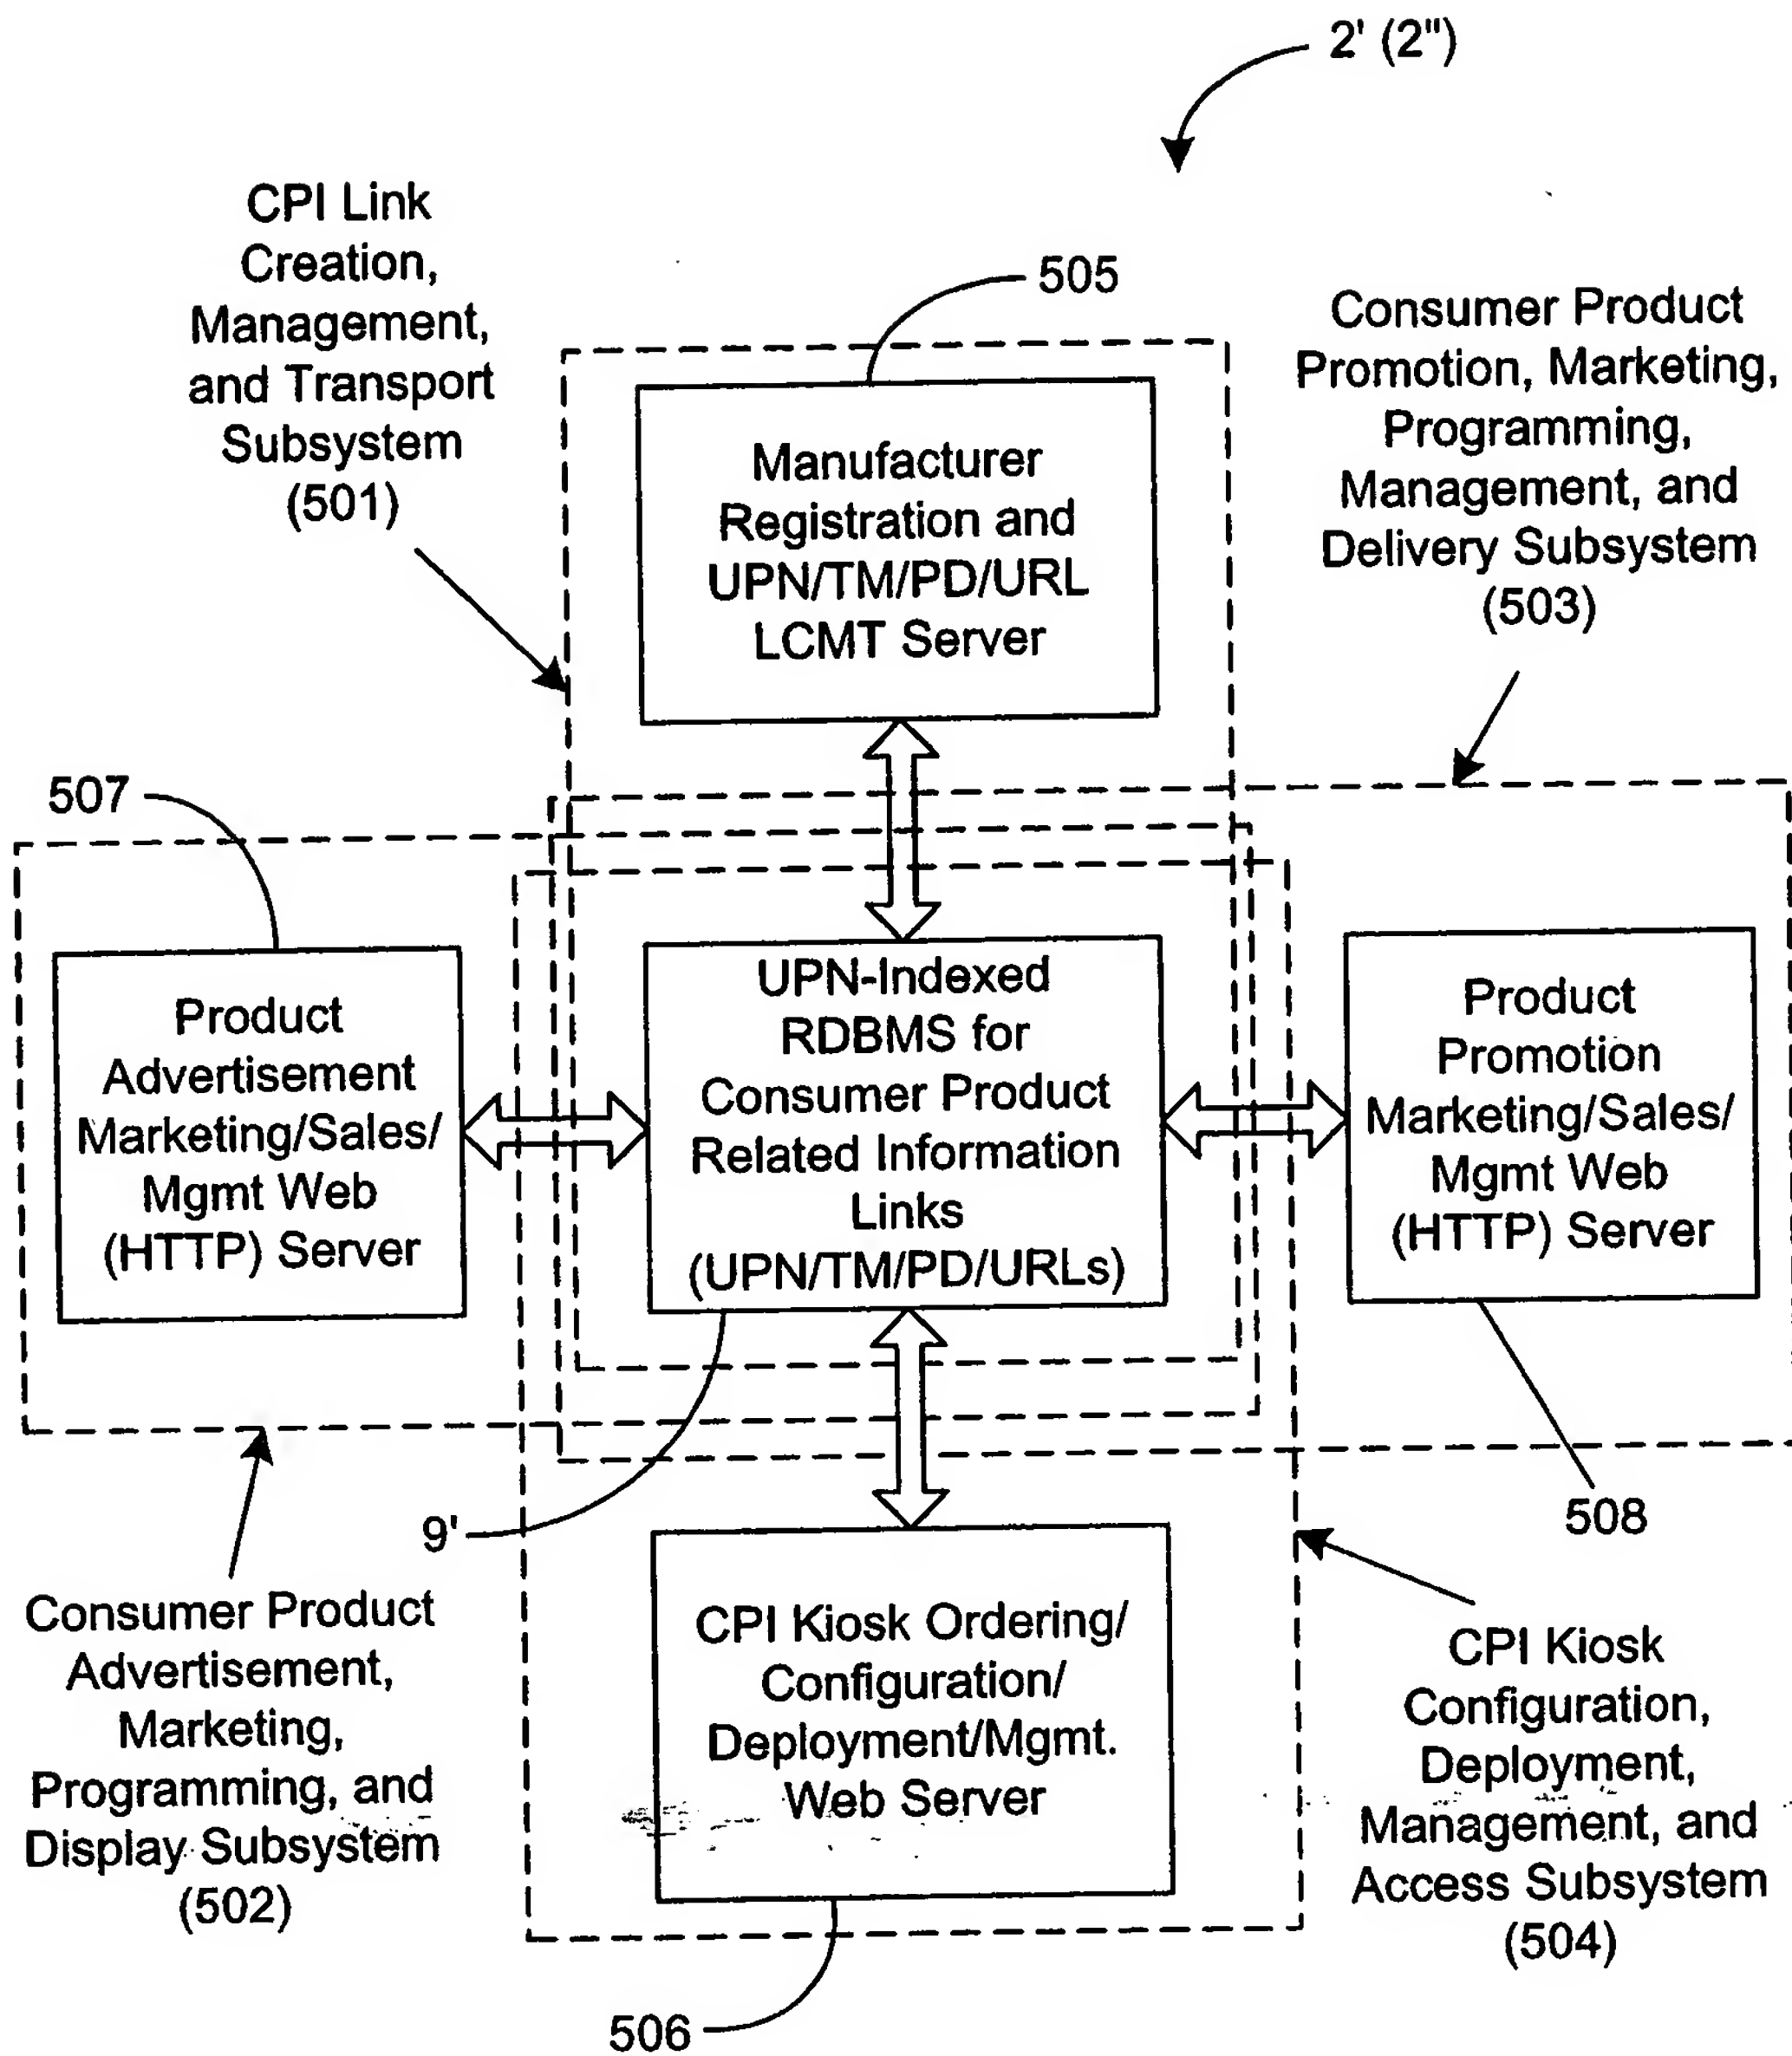 2' (2")
CPI Link
Creation,
Management,
and Transport
Subsystem
(501)
505
Consumer Product
Promotion, Marketing,
Programming,
Management, and
Delivery Subsystem
(503)
Manufacturer
Registration and
UPN/TM/PD/URL
LCMT Server
507
Product
Advertisement
Marketing/Sales/
Mgmt Web
(HTTP) Server
UPN-Indexed
RDBMS for
Consumer Product
Related Information
Links
(UPN/TM/PD/URLs)
Product
Promotion
Marketing/Sales/
Mgmt Web
(HTTP) Server
9'
508
Consumer Product
Advertisement,
Marketing,
Programming, and
Display Subsystem
(502)
CPI Kiosk Ordering/
Configuration/
Deployment/Mgmt.
Web Server
CPI Kiosk
Configuration,
Deployment,
Management, and
Access Subsystem
(504)
506